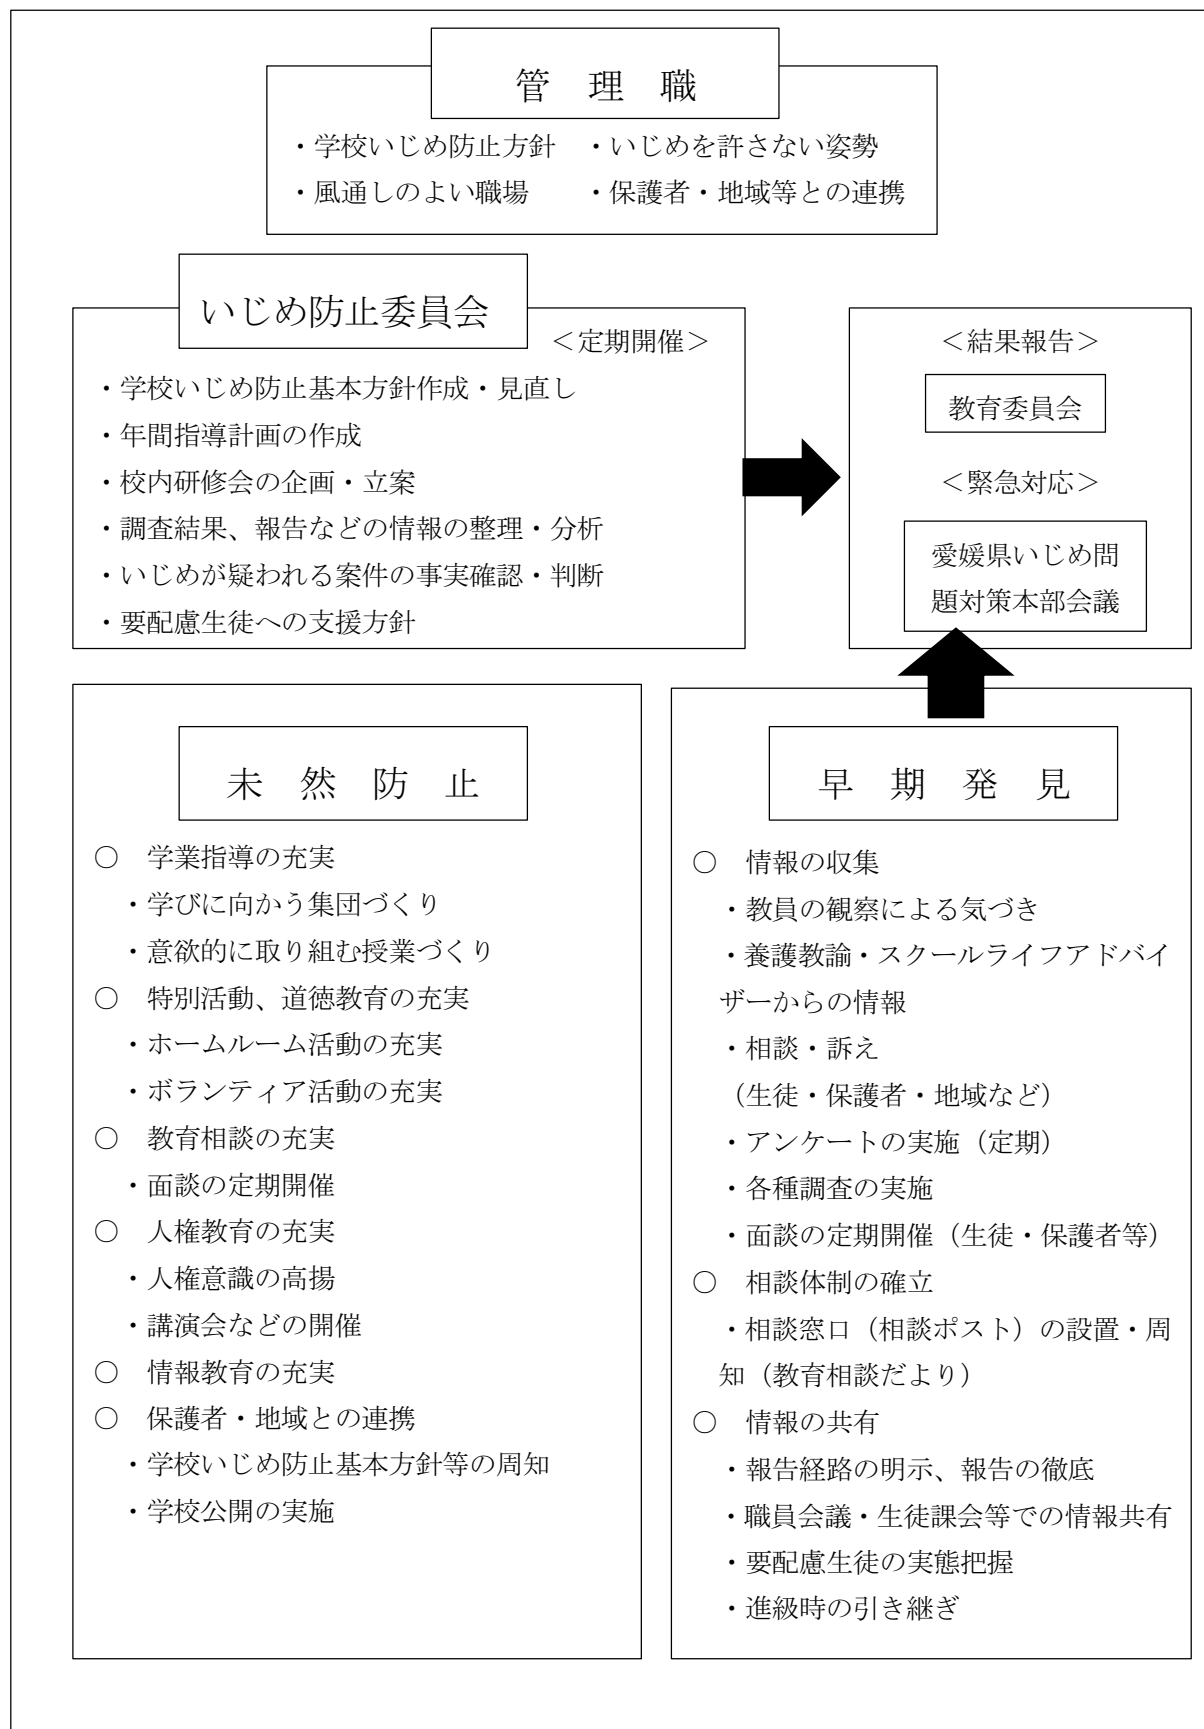 管　理　職
・学校いじめ防止方針　・いじめを許さない姿勢
・風通しのよい職場　　・保護者・地域等との連携
いじめ防止委員会
＜定期開催＞
・学校いじめ防止基本方針作成・見直し
・年間指導計画の作成
・校内研修会の企画・立案
・調査結果、報告などの情報の整理・分析
・いじめが疑われる案件の事実確認・判断
・要配慮生徒への支援方針
＜結果報告＞
教育委員会
＜緊急対応＞
愛媛県いじめ問
題対策本部会議
未　然　防　止
○　学業指導の充実
・学びに向かう集団づくり
・意欲的に取り組む授業づくり
○　特別活動、道徳教育の充実
・ホームルーム活動の充実
・ボランティア活動の充実
○　教育相談の充実
・面談の定期開催
○　人権教育の充実
・人権意識の高揚
・講演会などの開催
○　情報教育の充実
○　保護者・地域との連携
・学校いじめ防止基本方針等の周知
・学校公開の実施
早　期　発　見
○　情報の収集
・教員の観察による気づき
・養護教諭・スクールライフアドバイ
ザーからの情報
・相談・訴え
（生徒・保護者・地域など）
・アンケートの実施（定期）
・各種調査の実施
・面談の定期開催（生徒・保護者等）
○　相談体制の確立
・相談窓口（相談ポスト）の設置・周
知（教育相談だより）
○　情報の共有
・報告経路の明示、報告の徹底
・職員会議・生徒課会等での情報共有
・要配慮生徒の実態把握
・進級時の引き継ぎ